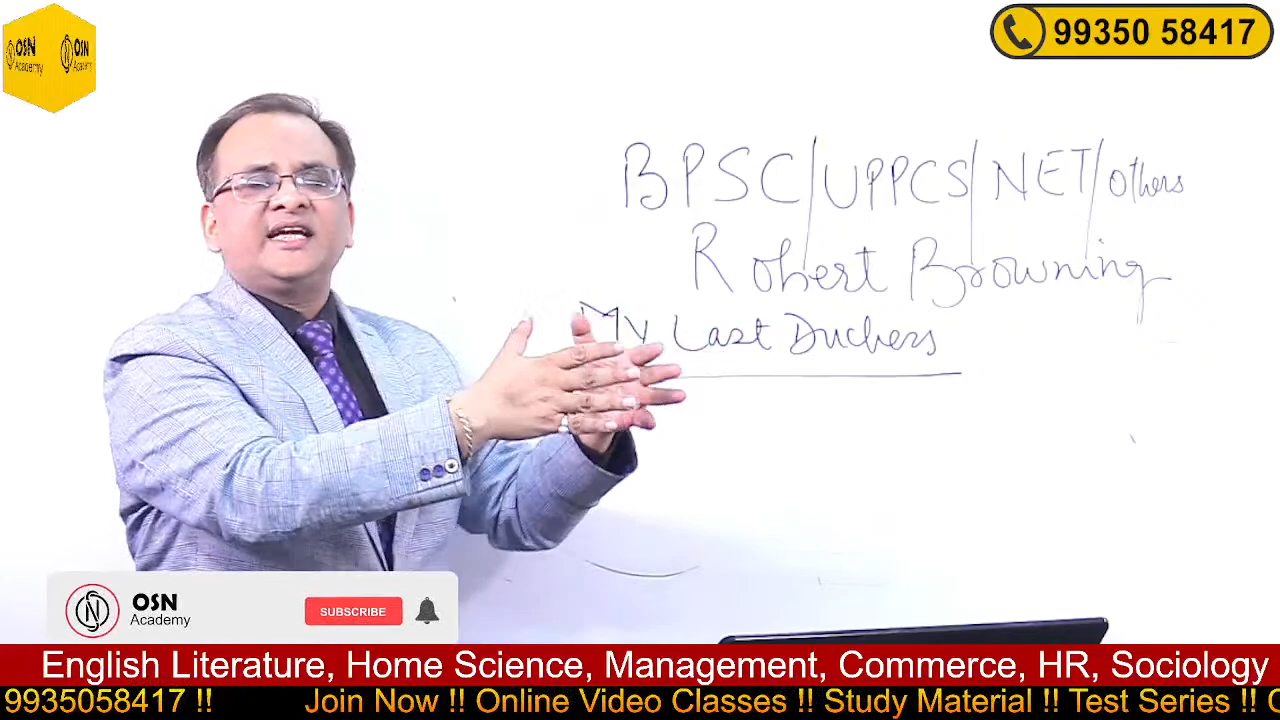 OSN
Academy
OSN
Academy
99350 58417
BPSC/UPPCS/NET/others
Robert Browning
My Last Duchess
OSN
Academy
SUBSCRIBE
English Literature, Home Science, Management, Commerce, HR, Sociology
9935058417 !! Join Now !! Online Video Classes !! Study Material !! Test Series !!